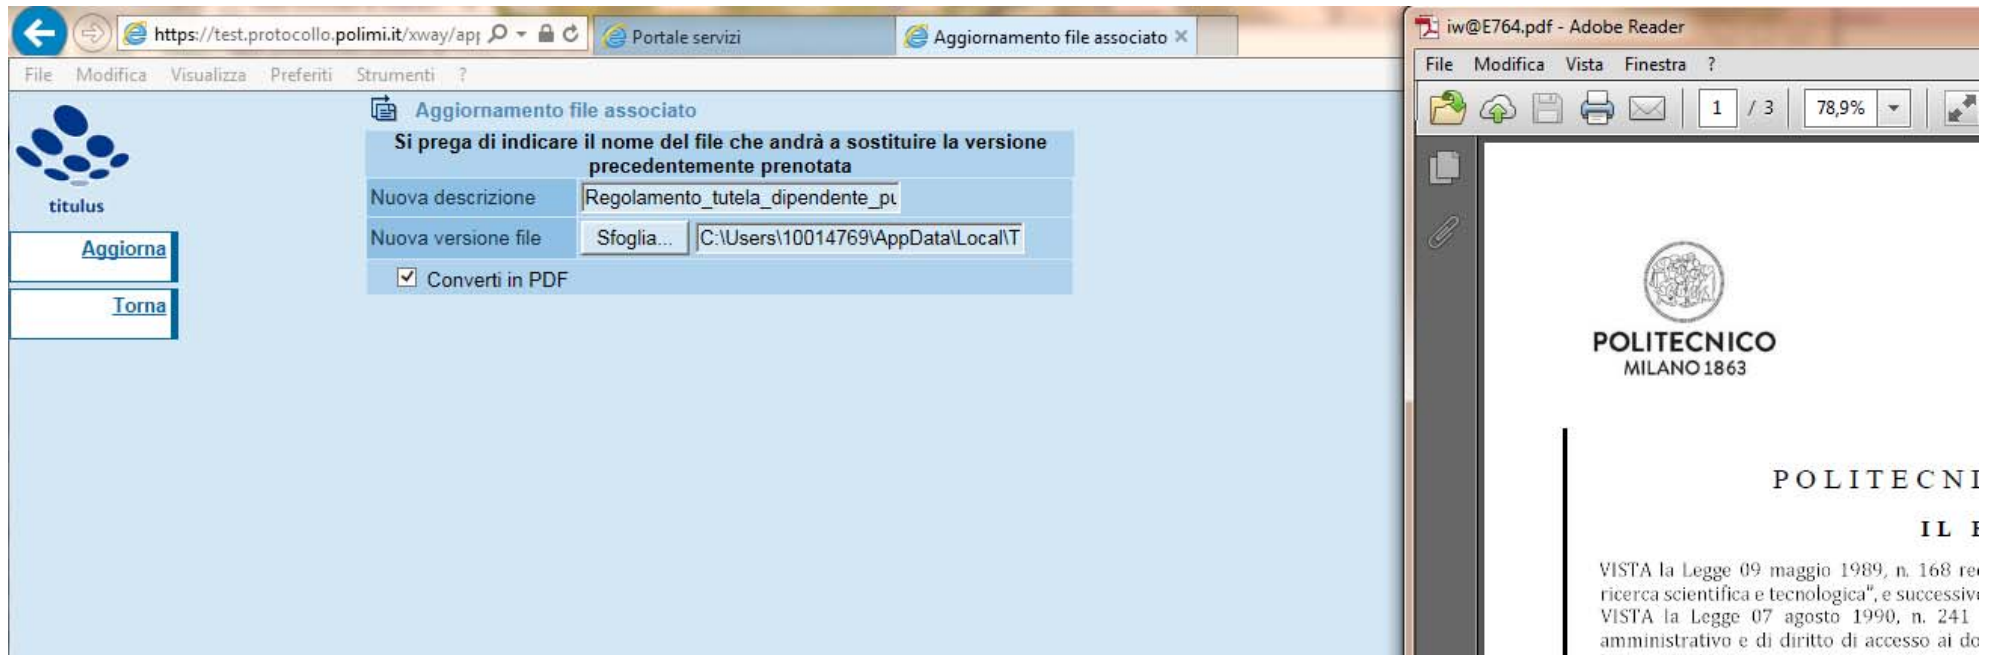 https://test.protocollo.polimi.it/xway/app
Portale servizi
Aggiornamento file associato
File Modifica Visualizza Preferiti Strumenti ?
titulus
Aggiorna
Torna
Aggiornamento file associato
Si prega di indicare il nome del file che andrà a sostituire la versione
precedentemente prenotata
Nuova descrizione Regolamento_tutela_dipendente_pu
Nuova versione file Sfoglia... C:\Users\10014769\AppData\Local\T
Converti in PDF
iw@E764.pdf - Adobe Reader
File Modifica Vista Finestra ?
1 / 3 78,9%
POLITECNICO
MILANO 1863
POLITECNI
IL
VISTA la Legge 09 maggio 1989, n. 168 re
ricerca scientifica e tecnologica", e successiv
VISTA la Legge 07 agosto 1990, n. 241
amministrativo e di diritto di accesso ai do